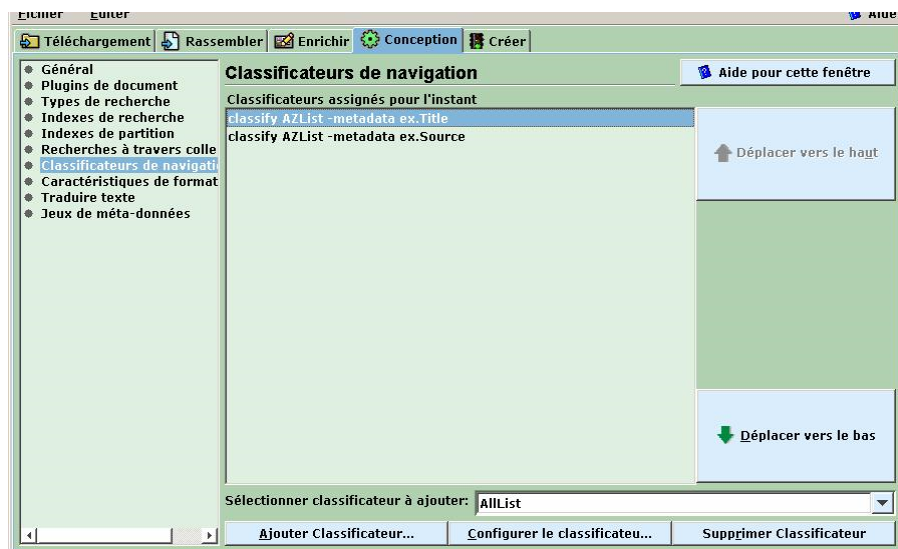 Fichier Editer Aide
Téléchargement Rassembler Enrichir Conception Créer
Général
Plugins de document
Types de recherche
Indexes de recherche
Indexes de partition
Recherches à travers colle
Classificateurs de navigati
Caractéristiques de format
Traduire texte
Jeux de méta-données
Classificateurs de navigation
Aide pour cette fenêtre
Classificateurs assignés pour l'instant
classify AZList -metadata ex.Title
classify AZList -metadata ex.Source
Déplacer vers le haut
Déplacer vers le bas
Sélectionner classificateur à ajouter: AllList
Ajouter Classificateur... Configurer le classificateu... Supprimer Classificateur